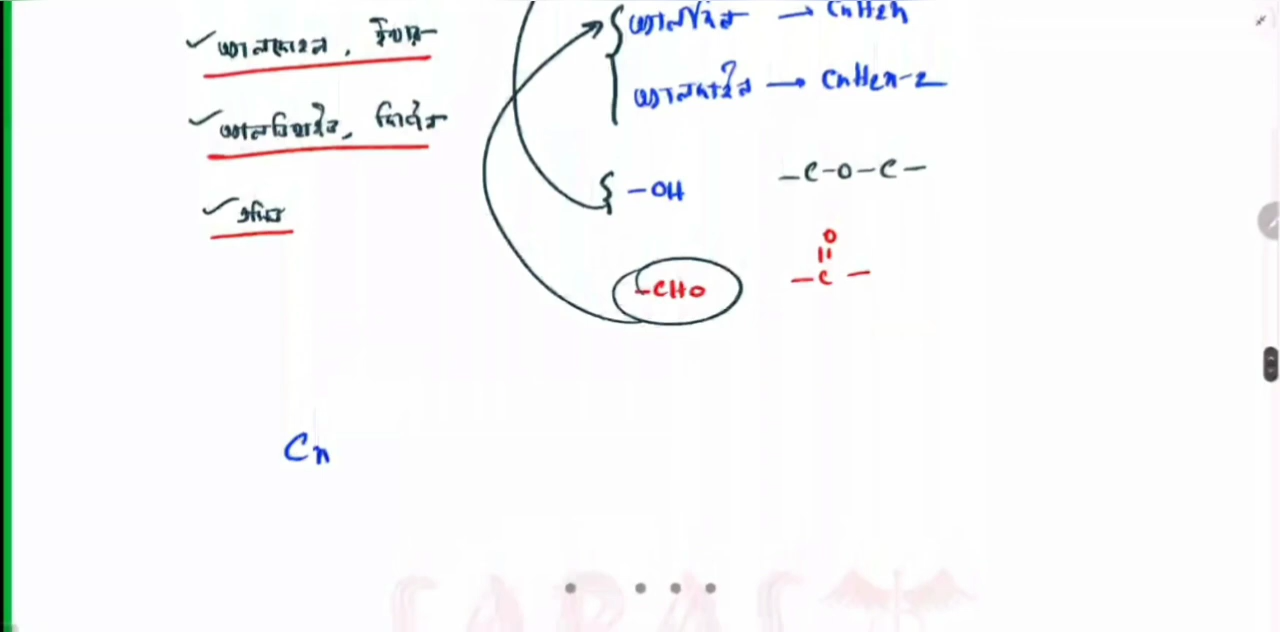 অ্যালকোহল, ইথার
অ্যালডিহাইড, কিটোন
এসিড
অ্যালকিন → CnH2n
অ্যালকাইন → CnH2n-2
-OH
-C-O-C-
-CHO
O
||
-C-
Cn